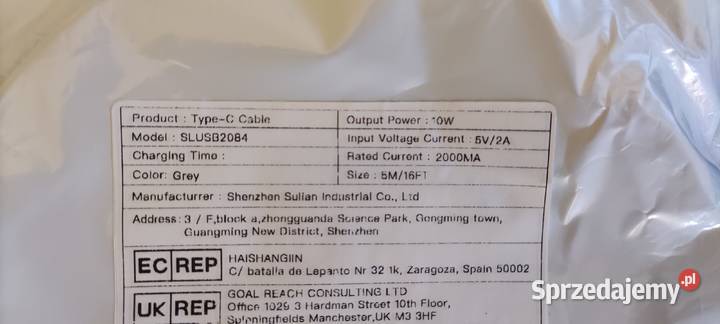 Product : Type-C Cable
Output Power : 10W
Model : SLUSB2084
Input Voltage Current : 5V/2A
Charging Time :
Rated Current : 2000MA
Color: Grey
Size : 5M/16FT
Manufacturrer : Shenzhen Sulian Industrial Co., Ltd
Address: 3 / F,block a,zhongguanda Science Park, Gongming town,
Guangming New District, Shenzhen
EC REP
HAISHANGIIN
C/ batalla de Lepanto Nr 32 1k, Zaragoza, Spain 50002
UK REP
GOAL REACH CONSULTING LTD
Office 1029 3 Hardman Street 10th Floor,
Spinningfields Manchester,UK M3 3HF
Sprzedajemy.pl